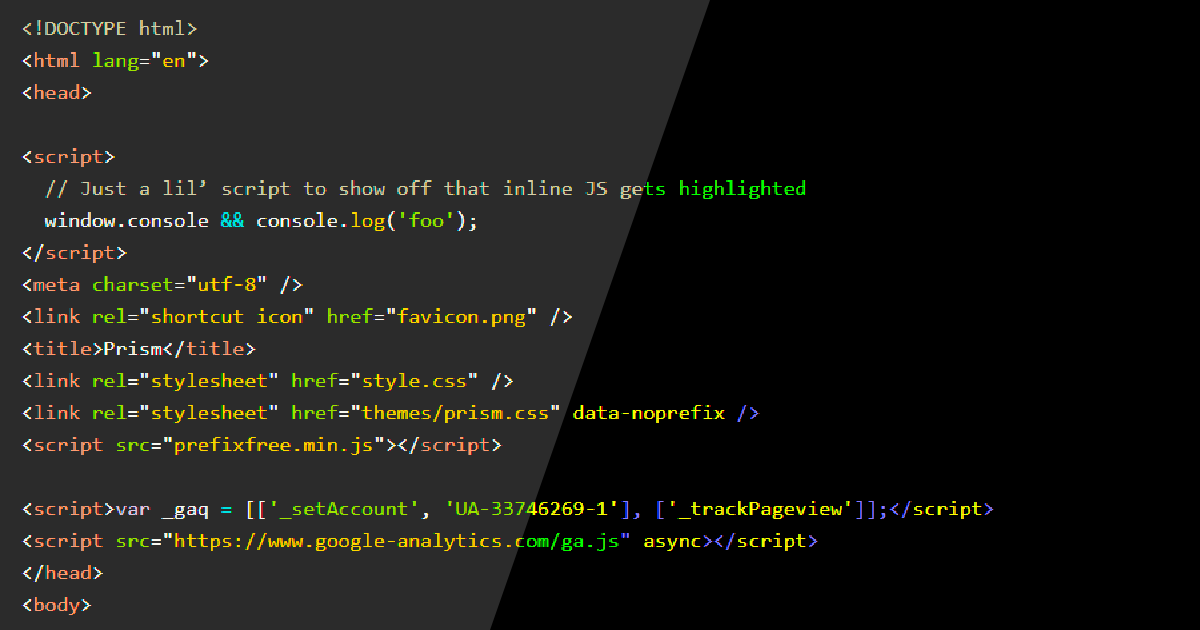 <!DOCTYPE html>
<html lang="en">
<head>

<script>
  // Just a lil’ script to show off that inline JS gets highlighted
  window.console && console.log('foo');
</script>
<meta charset="utf-8" />
<link rel="shortcut icon" href="favicon.png" />
<title>Prism</title>
<link rel="stylesheet" href="style.css" />
<link rel="stylesheet" href="themes/prism.css" data-noprefix />
<script src="prefixfree.min.js"></script>

<script>var _gaq = [['_setAccount', 'UA-33746269-1'], ['_trackPageview']];</script>
<script src="https://www.google-analytics.com/ga.js" async></script>
</head>
<body>